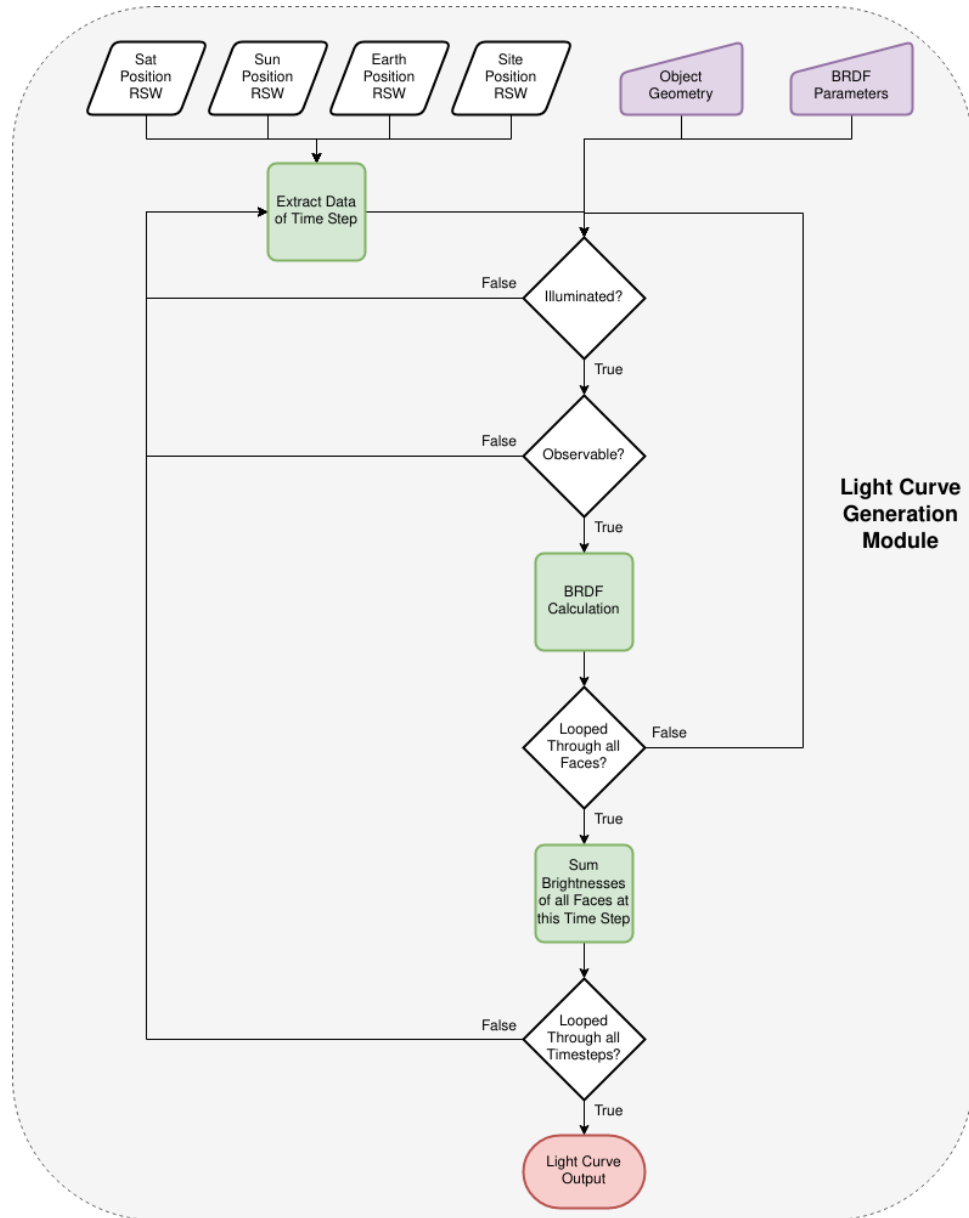 Sat
Position
RSW
Sun
Position
RSW
Earth
Position
RSW
Site
Position
RSW
Object
Geometry
BRDF
Parameters
Extract Data
of Time Step
False
Illuminated?
True
False
Observable?
True
Light Curve
Generation
Module
BRDF
Calculation
Looped
Through all
Faces?
False
True
Sum
Brightnesses
of all Faces at
this Time Step
False
Looped
Through all
Timesteps?
True
Light Curve
Output